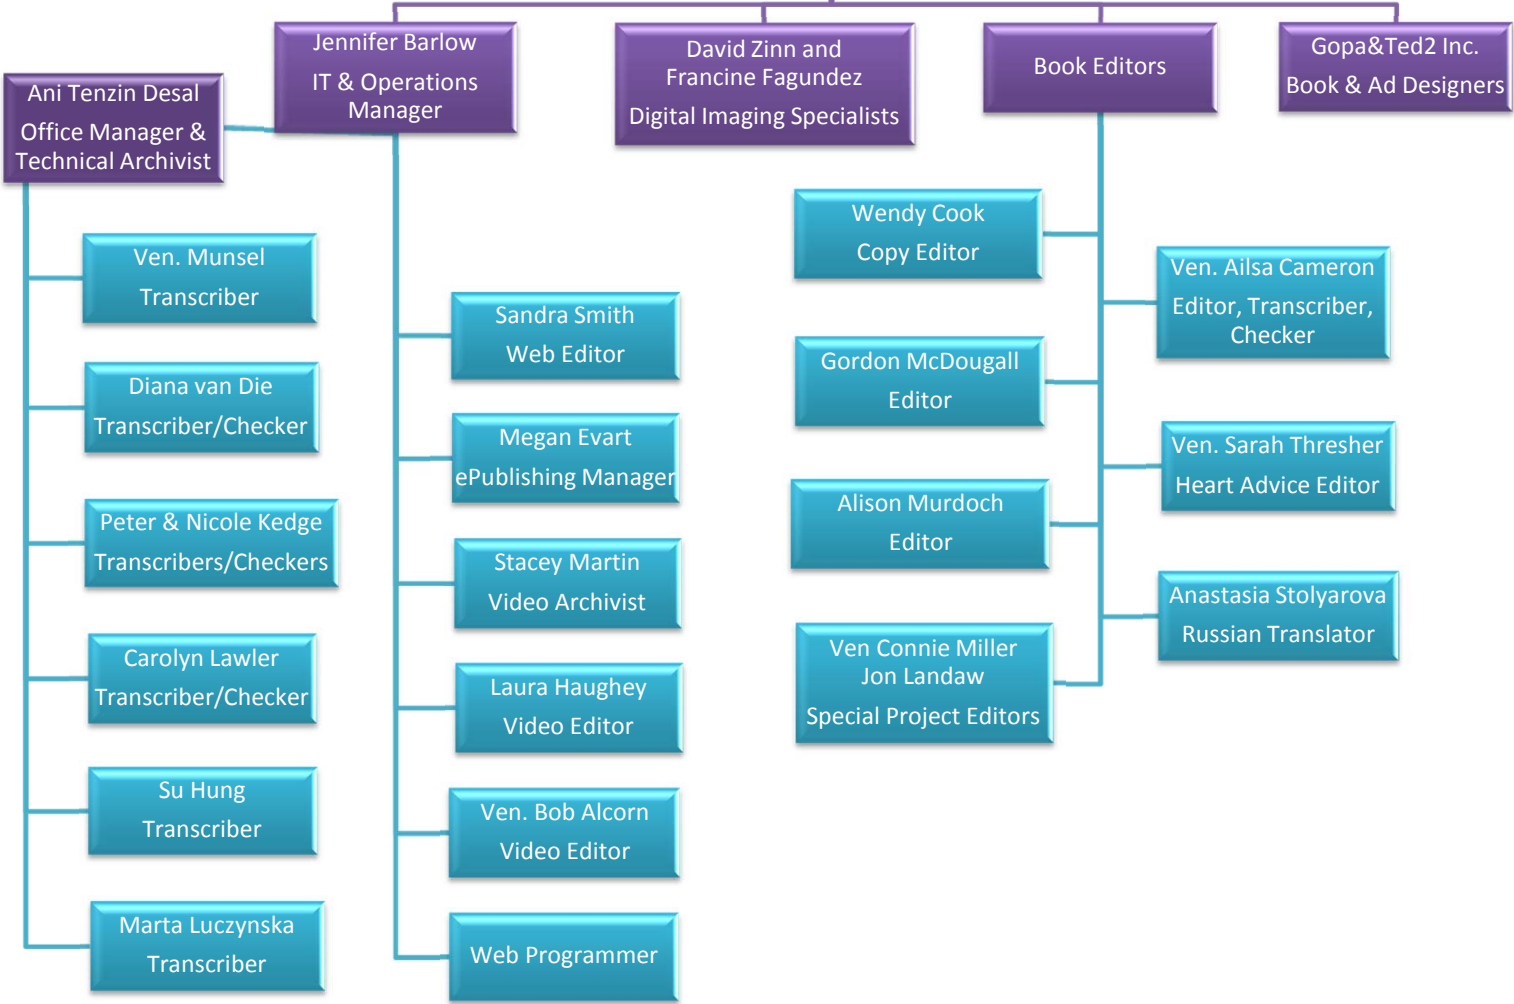 Jennifer Barlow
IT & Operations
Manager
David Zinn and
Francine Fagundez
Digital Imaging Specialists
Book Editors
Gopa&Ted2 Inc.
Book & Ad Designers
Ani Tenzin Desal
Office Manager &
Technical Archivist
Ven. Munsel
Transcriber
Diana van Die
Transcriber/Checker
Peter & Nicole Kedge
Transcribers/Checkers
Carolyn Lawler
Transcriber/Checker
Su Hung
Transcriber
Marta Luczynska
Transcriber
Sandra Smith
Web Editor
Megan Evart
ePublishing Manager
Stacey Martin
Video Archivist
Laura Haughey
Video Editor
Ven. Bob Alcorn
Video Editor
Web Programmer
Wendy Cook
Copy Editor
Gordon McDougall
Editor
Alison Murdoch
Editor
Ven Connie Miller
Jon Landaw
Special Project Editors
Ven. Ailsa Cameron
Editor, Transcriber,
Checker
Ven. Sarah Thresher
Heart Advice Editor
Anastasia Stolyarova
Russian Translator